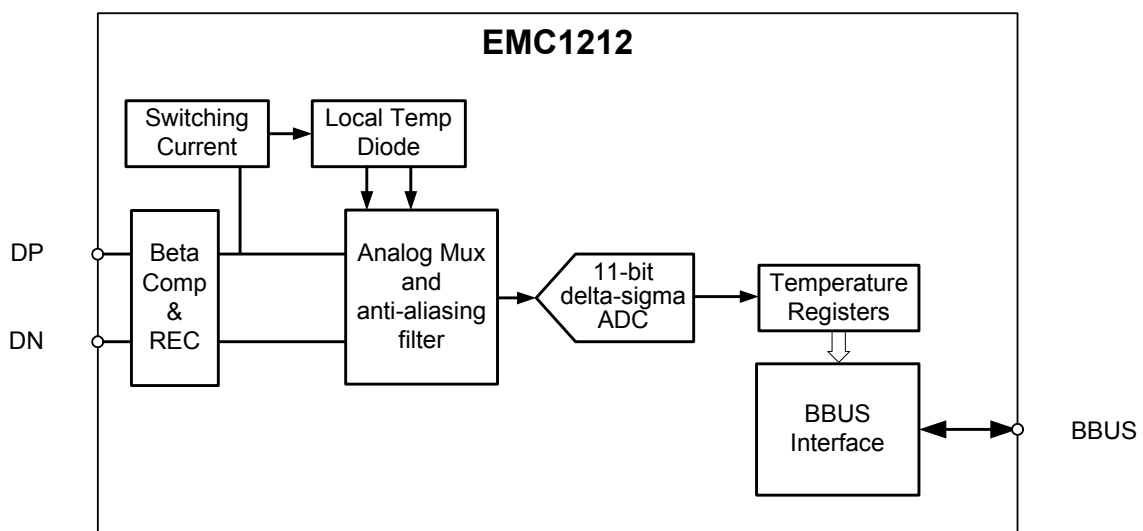 EMC1212
Switching
Current
Local Temp
Diode
DP
DN
Beta
Comp
&
REC
Analog Mux
and
anti-aliasing
filter
11-bit
delta-sigma
ADC
Temperature
Registers
BBUS
Interface
BBUS